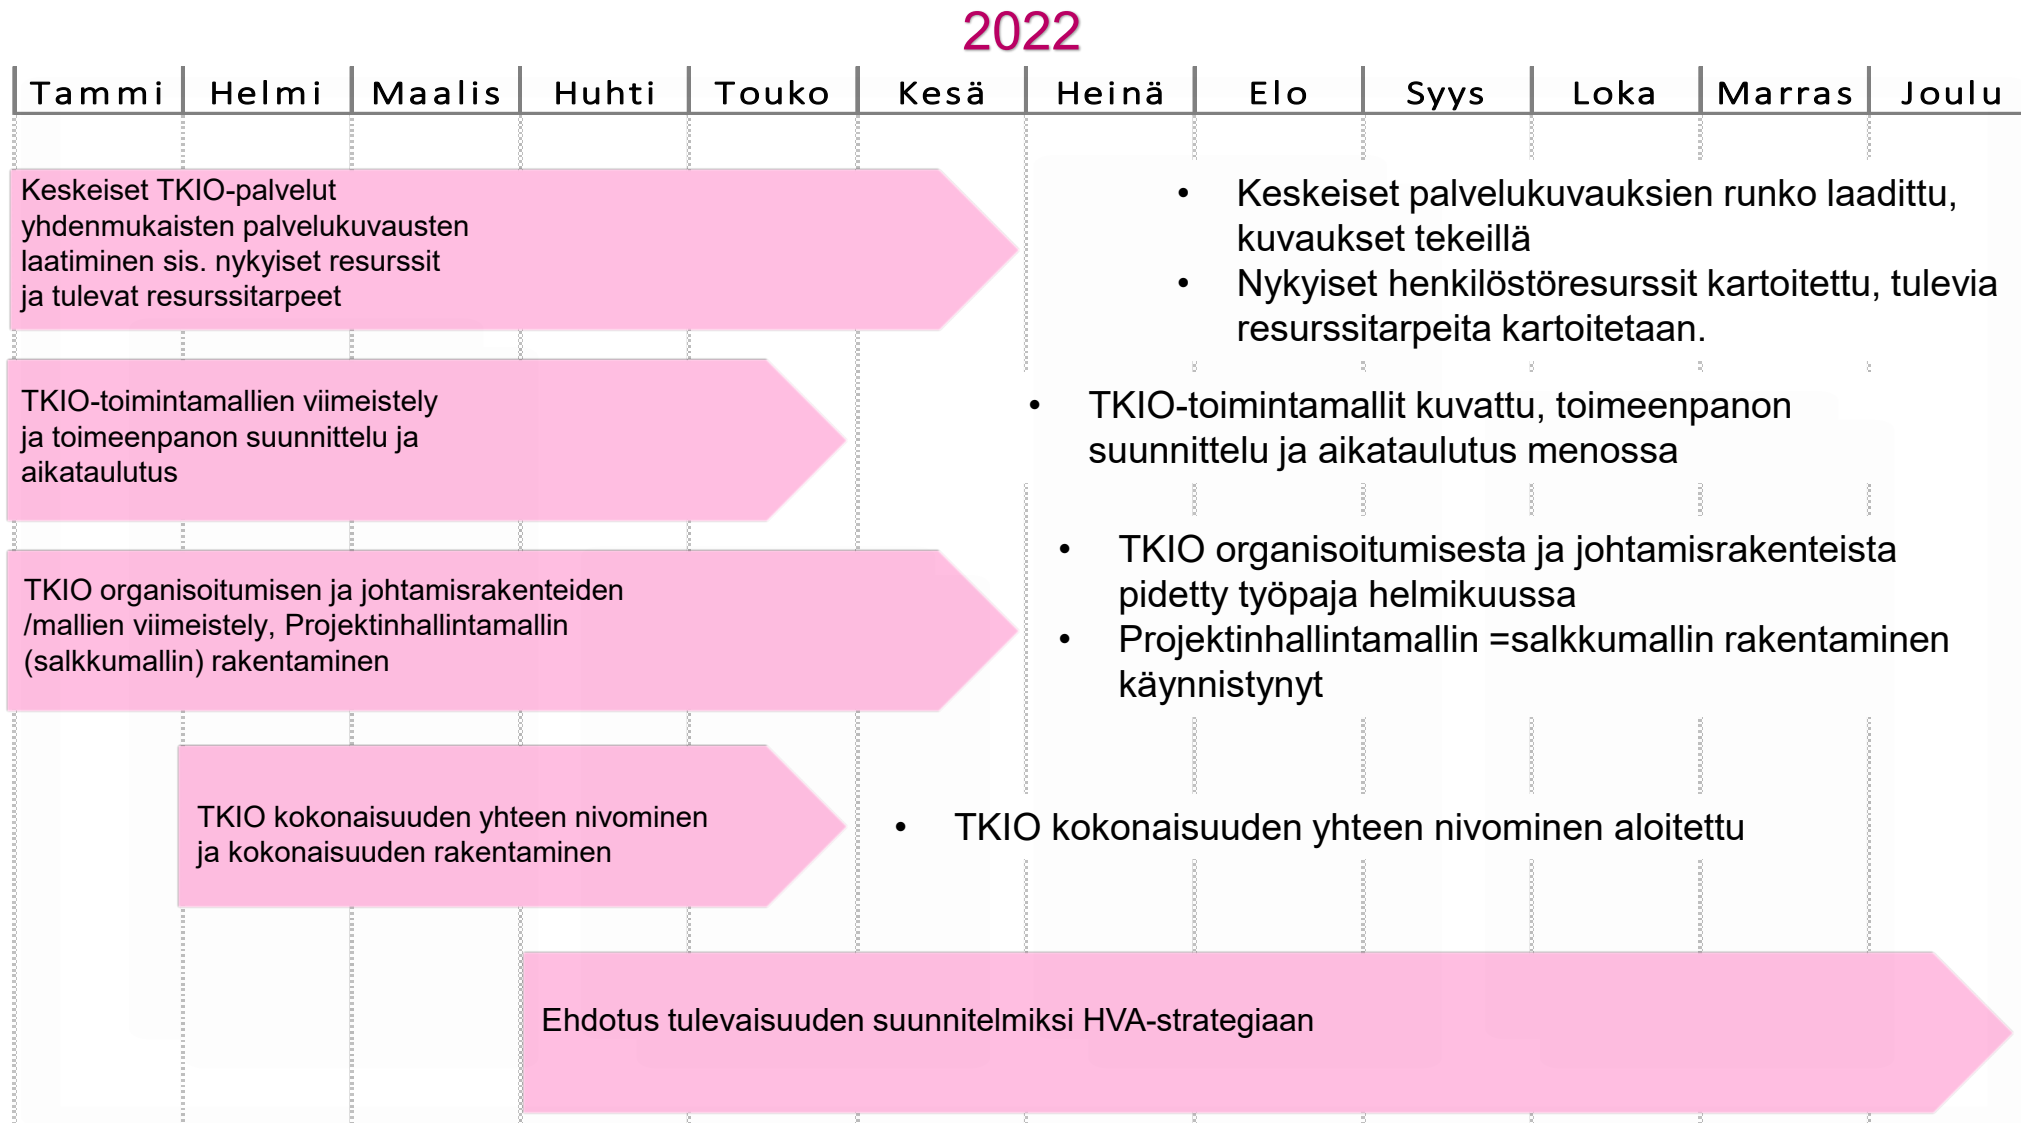 2022
Tammi Helmi Maalis Huhti Touko Kesä Heinä Elo Syys Loka Marras Joulu
Keskeiset TKIO-palvelut
yhdenmukaisten palvelukuvausten
laatiminen sis. nykyiset resurssit
ja tulevat resurssitarpeet
• Keskeiset palvelukuvauksien runko laadittu,
kuvaukset tekeillä
• Nykyiset henkilöstöresurssit kartoitettu, tulevia
resurssitarpeita kartoitetaan.
TKIO-toimintamallien viimeistely
ja toimeenpanon suunnittelu ja
aikataulutus
• TKIO-toimintamallit kuvattu, toimeenpanon
suunnittelu ja aikataulutus menossa
TKIO organisoitumisen ja johtamisrakenteiden
/mallien viimeistely, Projektinhallintamallin
(salkkumallin) rakentaminen
• TKIO organisoitumisesta ja johtamisrakenteista
pidetty työpaja helmikuussa
• Projektinhallintamallin =salkkumallin rakentaminen
käynnistynyt
TKIO kokonaisuuden yhteen nivominen
ja kokonaisuuden rakentaminen
• TKIO kokonaisuuden yhteen nivominen aloitettu
Ehdotus tulevaisuuden suunnitelmiksi HVA-strategiaan